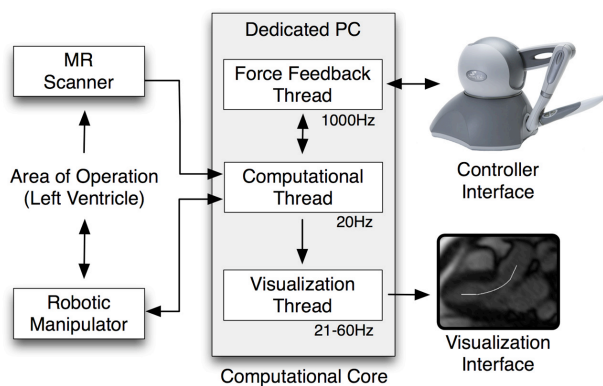 Dedicated PC
MR
Scanner
Force Feedback
Thread
1000Hz
Area of Operation
(Left Ventricle)
Computational
Thread
20Hz
Controller
Interface
Robotic
Manipulator
Visualization
Thread
21-60Hz
Visualization
Interface
Computational Core